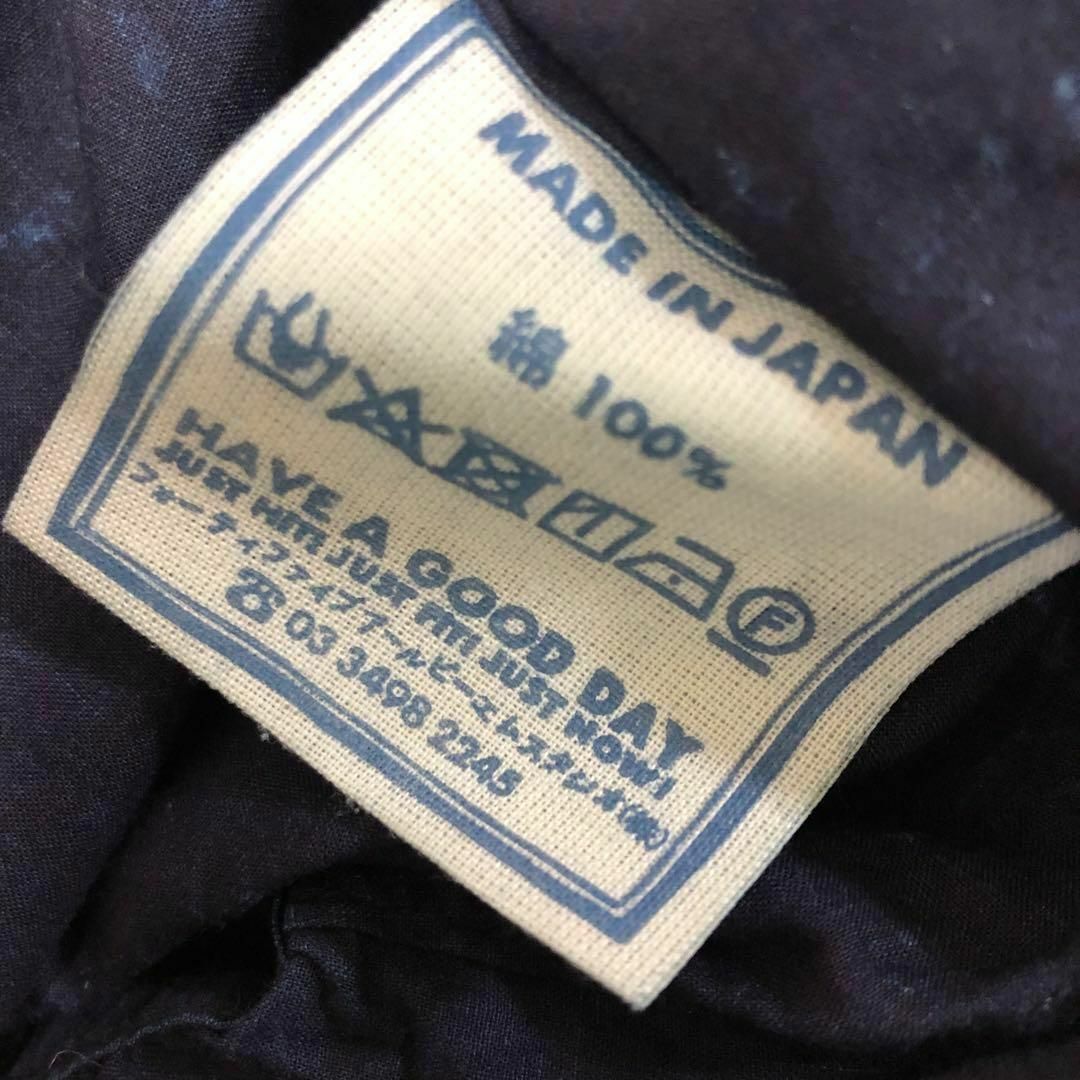 MADE IN JAPAN
綿 100%
F
HAVE A GOOD DAY
JUST HIT! JUST FIT! JUST NOW!
フォーティファイブアールピーエムスタジオ(株)
☎ 03 3498 2245